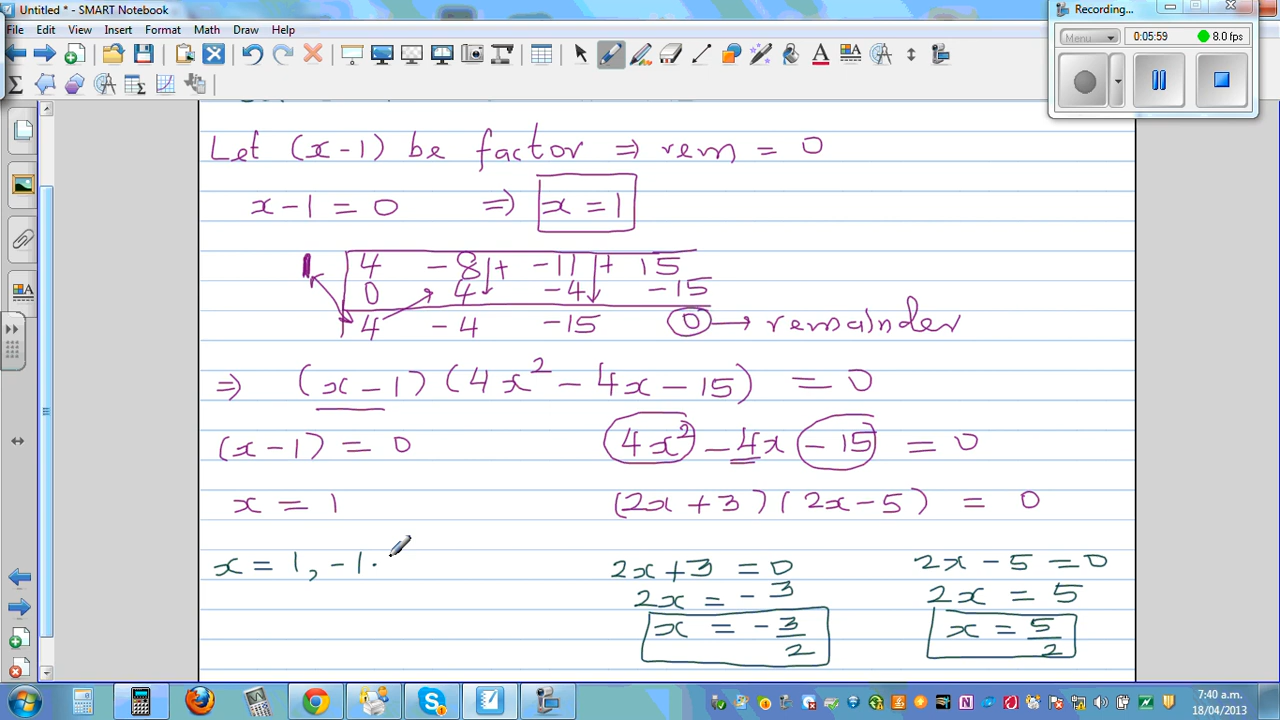 Untitled * - SMART Notebook
File Edit View Insert Format Math Draw Help
Recording...
Menu 0:05:59 8.0 fps
Let (x-1) be factor ⇒ rem = 0
x-1 = 0 ⇒ x = 1
1 4 -8 + -11 + 15
0 4 -4 -15
4 -4 -15 0 → remainder
⇒ (x-1)(4x² - 4x - 15) = 0
(x-1) = 0 4x² - 4x - 15 = 0
x = 1 (2x+3)(2x-5) = 0
x = 1, -1. 2x+3 = 0 2x-5=0
2x = -3 2x = 5
x = -3/2 x = 5/2
7:40 a.m.
18/04/2013